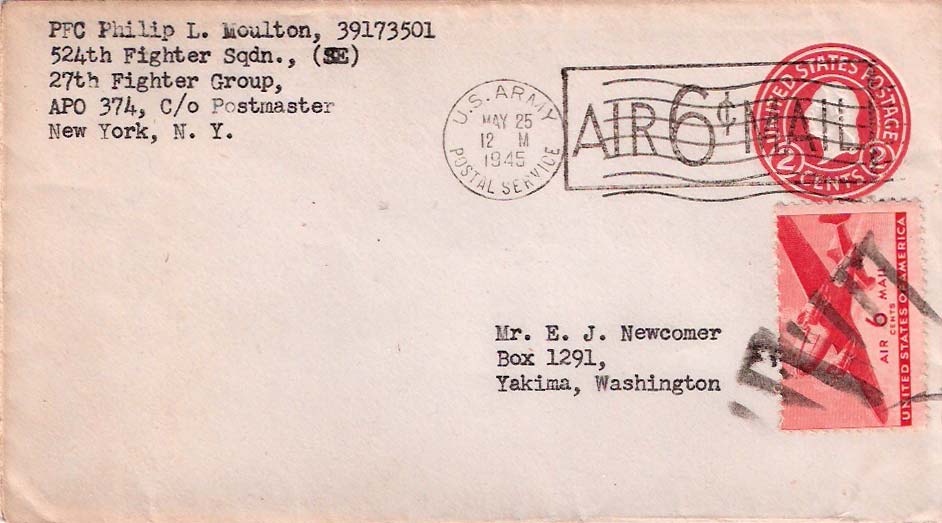 PFC Philip L. Moulton, 39173501
524th Fighter Sqdn., (SE)
27th Fighter Group,
APO 374, C/o Postmaster
New York, N. Y.
U.S. ARMY
MAY 25
12 M
1945
POSTAL SERVICE
AIR 6¢ MAIL
UNITED STATES POSTAGE
2 CENTS 2
AIR 6 CENTS MAIL
UNITED STATES OF AMERICA
Mr. E. J. Newcomer
Box 1291,
Yakima, Washington